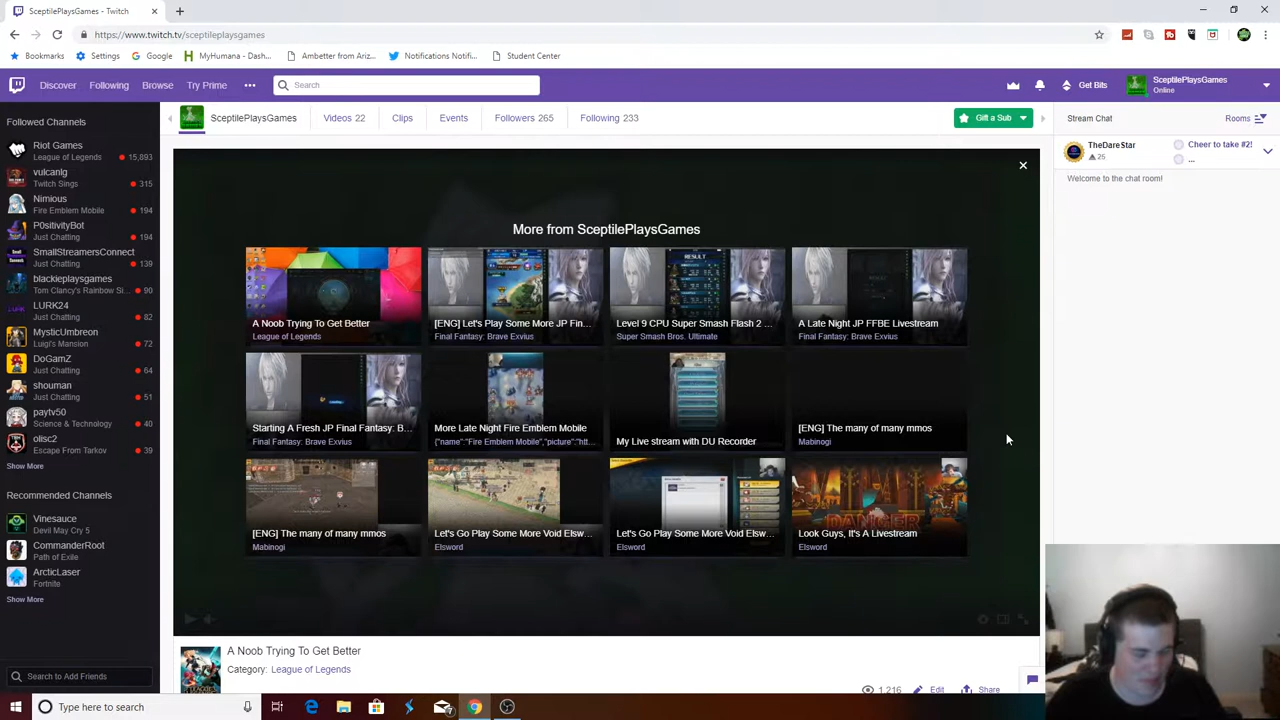 SceptilePlaysGames - Twitch
https://www.twitch.tv/sceptileplaysgames
Bookmarks
Settings
Google
MyHumana - Dash...
Ambetter from Ariz...
Notifications Notifi...
Student Center
Discover
Following
Browse
Try Prime
Search
Get Bits
SceptilePlaysGames
Online
Followed Channels
Riot Games
League of Legends
15,893
vulcanlg
Twitch Sings
315
Nimious
Fire Emblem Mobile
194
P0sitivityBot
Just Chatting
194
SmallStreamersConnect
Just Chatting
139
blackieplaysgames
Tom Clancy's Rainbow Si...
90
LURK24
Just Chatting
82
MysticUmbreon
Luigi's Mansion
72
DoGamZ
Just Chatting
64
shouman
Just Chatting
51
paytv50
Science & Technology
40
olisc2
Escape From Tarkov
39
Show More
Recommended Channels
Vinesauce
Devil May Cry 5
CommanderRoot
Path of Exile
ArcticLaser
Fortnite
Show More
Search to Add Friends
SceptilePlaysGames
Videos 22
Clips
Events
Followers 265
Following 233
Gift a Sub
More from SceptilePlaysGames
A Noob Trying To Get Better
League of Legends
[ENG] Let's Play Some More JP Fin...
Final Fantasy: Brave Exvius
RESULT
Level 9 CPU Super Smash Flash 2 ...
Super Smash Bros. Ultimate
A Late Night JP FFBE Livestream
Final Fantasy: Brave Exvius
Starting A Fresh JP Final Fantasy: B...
Final Fantasy: Brave Exvius
More Late Night Fire Emblem Mobile
{"name":"Fire Emblem Mobile","picture":"htt...
My Live stream with DU Recorder
[ENG] The many of many mmos
Mabinogi
[ENG] The many of many mmos
Mabinogi
Let's Go Play Some More Void Elsw...
Elsword
Let's Go Play Some More Void Elsw...
Elsword
DANGER
Look Guys, It's A Livestream
Elsword
A Noob Trying To Get Better
Category: League of Legends
1,216
Edit
Share
Stream Chat
Rooms
TheDareStar
25
Cheer to take #2!
...
Welcome to the chat room!
Type here to search